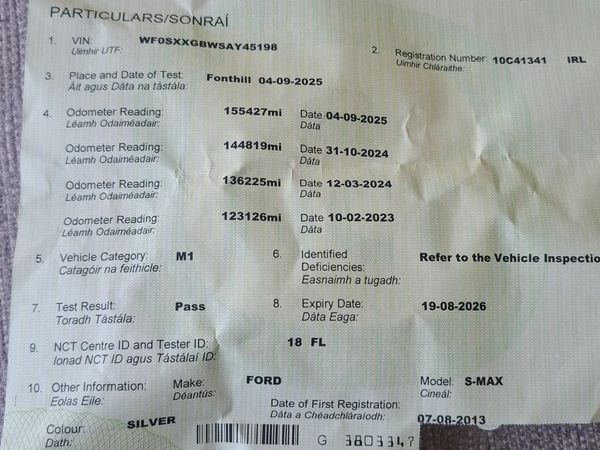 PARTICULARS/SONRAÍ
1. VIN: WF0SXXGBWSAY45198
Uimhir UTF:
2. Registration Number: 10C41341 IRL
Uimhir Chláraithe:
3. Place and Date of Test: Fonthill 04-09-2025
Áit agus Dáta na tástála:
4. Odometer Reading: 155427mi Date 04-09-2025
Léamh Odaiméadair: Dáta
Odometer Reading: 144819mi Date 31-10-2024
Léamh Odaiméadair: Dáta
Odometer Reading: 136225mi Date 12-03-2024
Léamh Odaiméadair: Dáta
Odometer Reading: 123126mi Date 10-02-2023
Léamh Odaiméadair: Dáta
5. Vehicle Category: M1
Catagóir na feithicle:
6. Identified
Deficiencies: Refer to the Vehicle Inspectio
Easnaimh a tugadh:
7. Test Result: Pass
Toradh Tástála:
8. Expiry Date: 19-08-2026
Dáta Éaga:
9. NCT Centre ID and Tester ID: 18 FL
Ionad NCT ID agus Tástálaí ID:
10. Other Information: Make: FORD Model: S-MAX
Eolas Eile: Déantús: Cineál:
Date of First Registration: 07-08-2013
Dáta a Chéadchláraíodh:
Colour: SILVER
Dath:
G 3803347